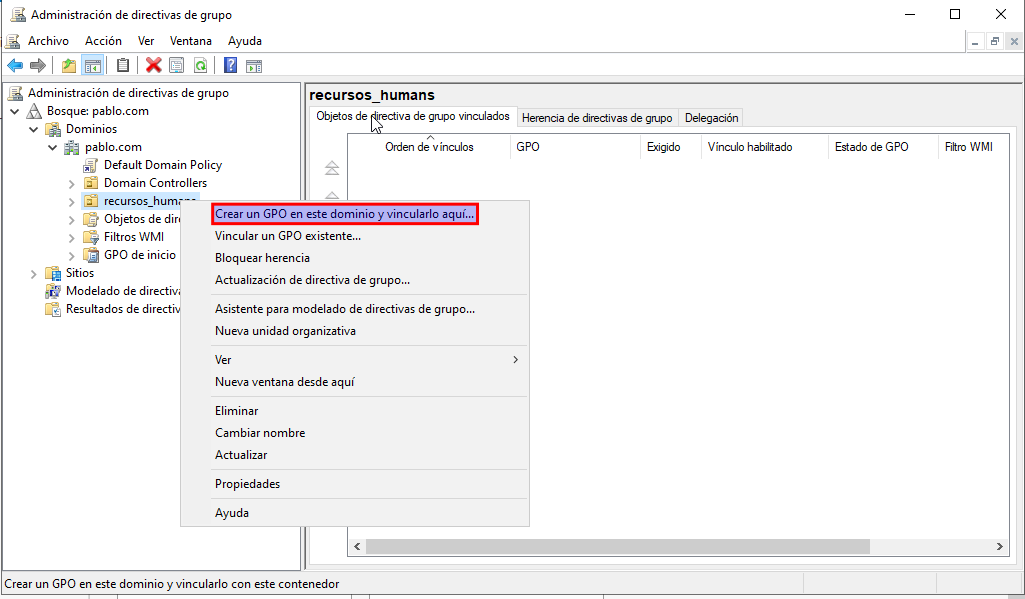 Administración de directivas de grupo
Archivo Acción Ver Ventana Ayuda
Administración de directivas de grupo
Bosque: pablo.com
Dominios
pablo.com
Default Domain Policy
Domain Controllers
recursos_humans
Objetos de dire
Filtros WMI
GPO de inicio
Sitios
Modelado de directiva
Resultados de directiv
recursos_humans
Objetos de directiva de grupo vinculados Herencia de directivas de grupo Delegación
Orden de vínculos GPO Exigido Vínculo habilitado Estado de GPO Filtro WMI
Crear un GPO en este dominio y vincularlo aquí...
Vincular un GPO existente...
Bloquear herencia
Actualización de directiva de grupo...
Asistente para modelado de directivas de grupo...
Nueva unidad organizativa
Ver
Nueva ventana desde aquí
Eliminar
Cambiar nombre
Actualizar
Propiedades
Ayuda
Crear un GPO en este dominio y vincularlo con este contenedor